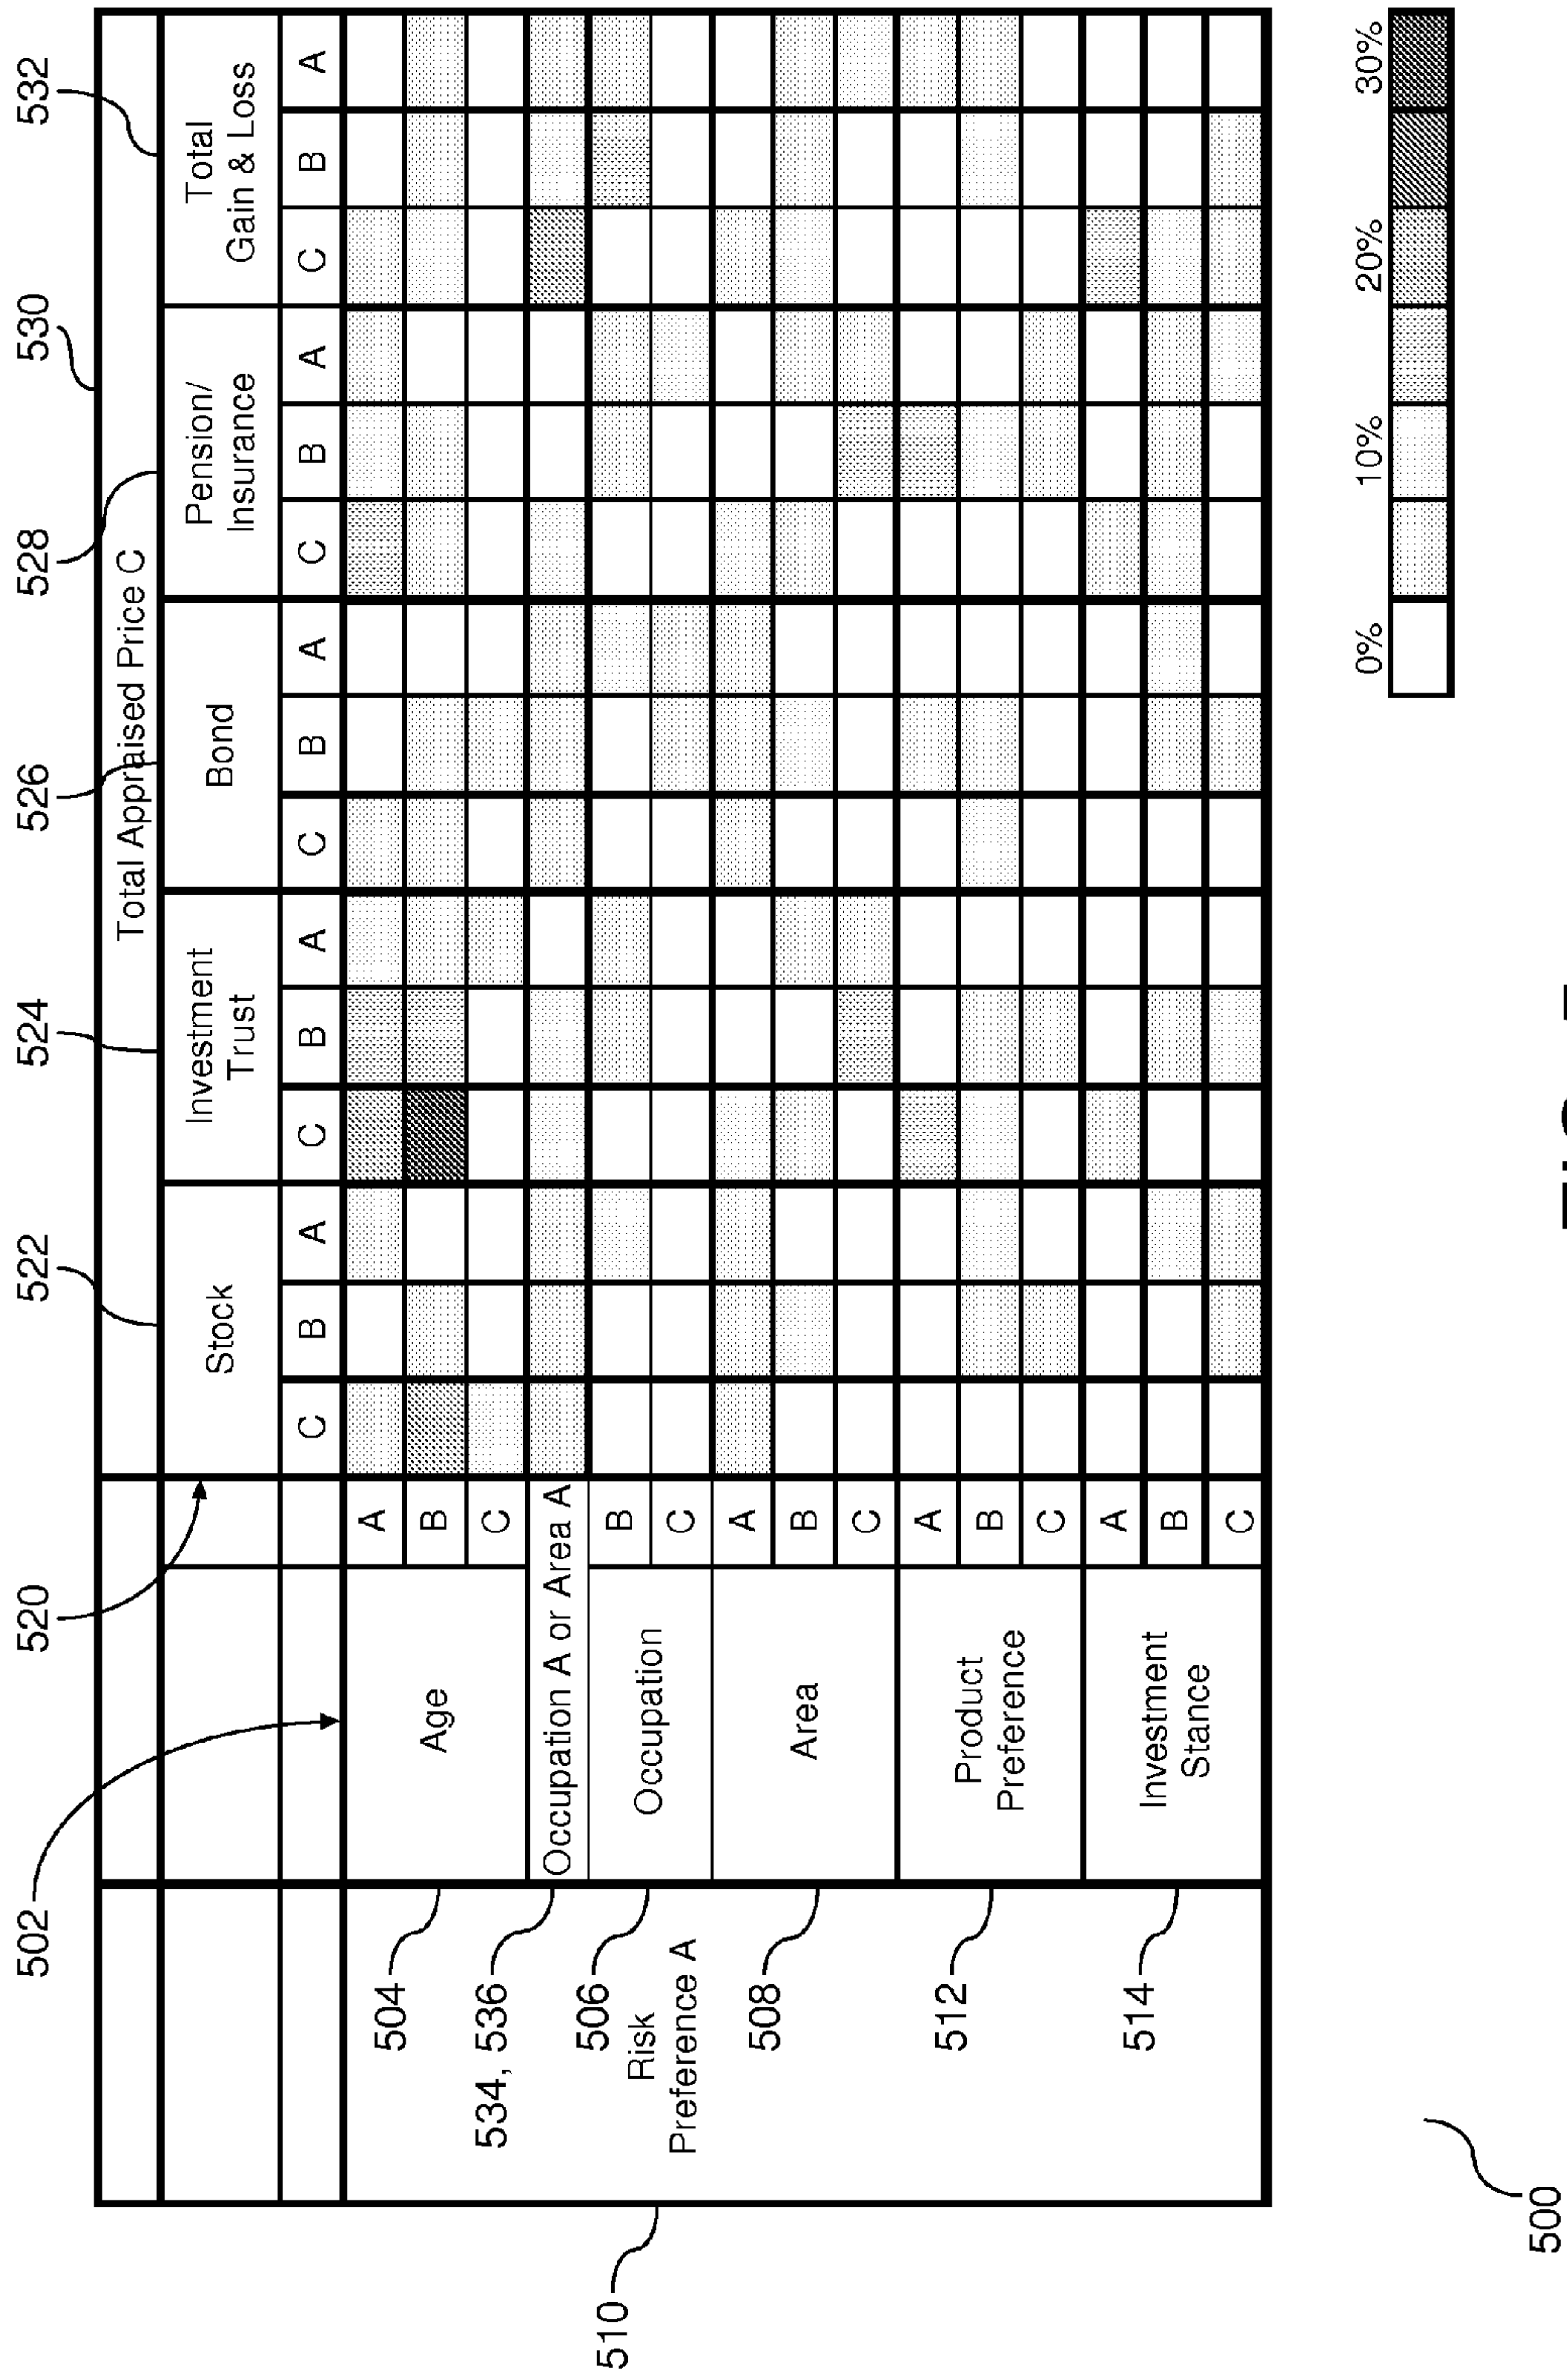 502
520
522
524
526
528
530
532
Total Appraised Price C
Stock
Investment
Trust
Bond
Pension/
Insurance
Total
Gain & Loss
C B A C B A C B A C B A C B A
510
Risk
Preference A
504
Age
A
B
C
534, 536
Occupation A or Area A
506
Occupation
B
C
508
Area
A
B
C
512
Product
Preference
A
B
C
514
Investment
Stance
A
B
C
0% 10% 20% 30%
500